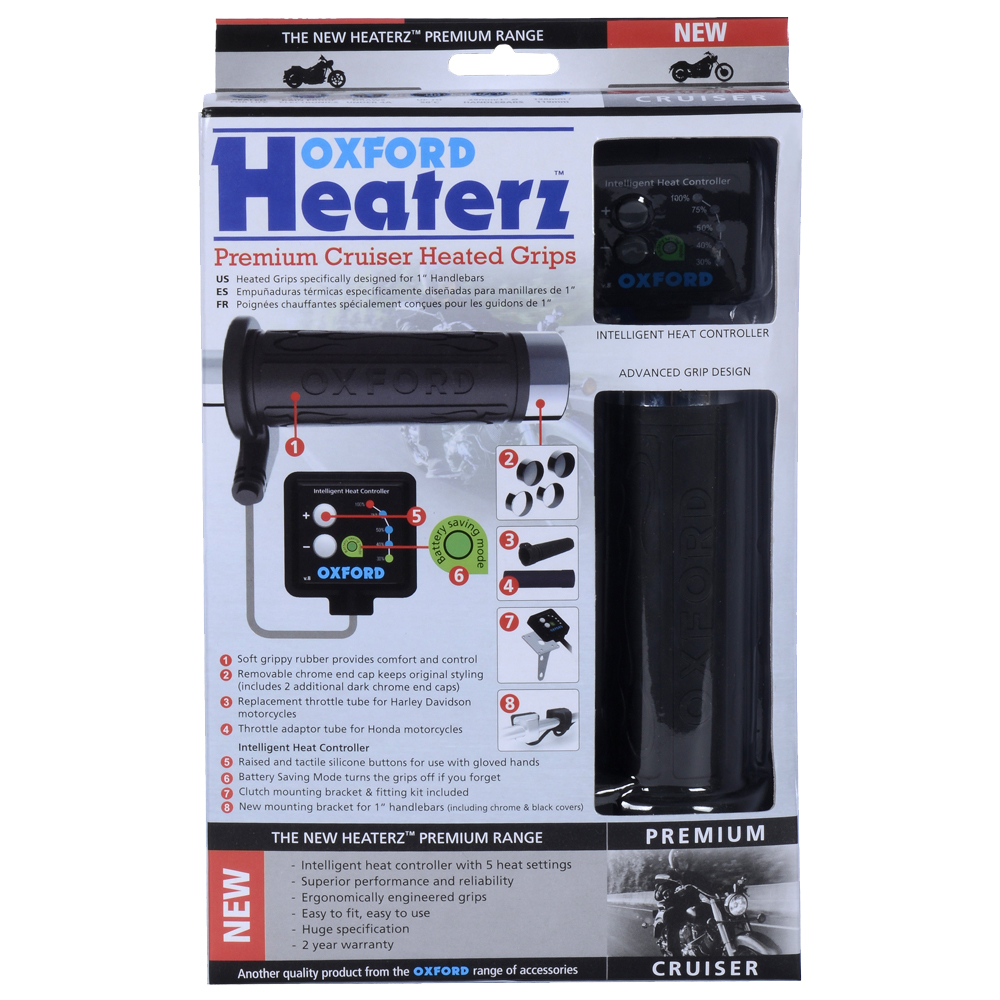 THE NEW HEATERZ™ PREMIUM RANGE
NEW
CRUISER
OXFORD
Heaterz™
Premium Cruiser Heated Grips
US Heated Grips specifically designed for 1" Handlebars
ES Empuñaduras térmicas especificamente diseñadas para manillares de 1"
FR Poignées chauffantes spécialement conçues pour les guidons de 1"
Intelligent Heat Controller
100%
+
75%
50%
40%
30%
OXFORD
v.8
INTELLIGENT HEAT CONTROLLER
ADVANCED GRIP DESIGN
OXFORD
1
2
3
4
Intelligent Heat Controller
+
5
50%
−
OXFORD
v.8
Battery saving mode
6
7
8
OXFORD
1 Soft grippy rubber provides comfort and control
2 Removable chrome end cap keeps original styling
(includes 2 additional dark chrome end caps)
3 Replacement throttle tube for Harley Davidson
motorcycles
4 Throttle adaptor tube for Honda motorcycles
Intelligent Heat Controller
5 Raised and tactile silicone buttons for use with gloved hands
6 Battery Saving Mode turns the grips off if you forget
7 Clutch mounting bracket & fitting kit included
8 New mounting bracket for 1" handlebars (including chrome & black covers)
THE NEW HEATERZ™ PREMIUM RANGE
PREMIUM
NEW
- Intelligent heat controller with 5 heat settings
- Superior performance and reliability
- Ergonomically engineered grips
- Easy to fit, easy to use
- Huge specification
- 2 year warranty
Another quality product from the OXFORD range of accessories
CRUISER